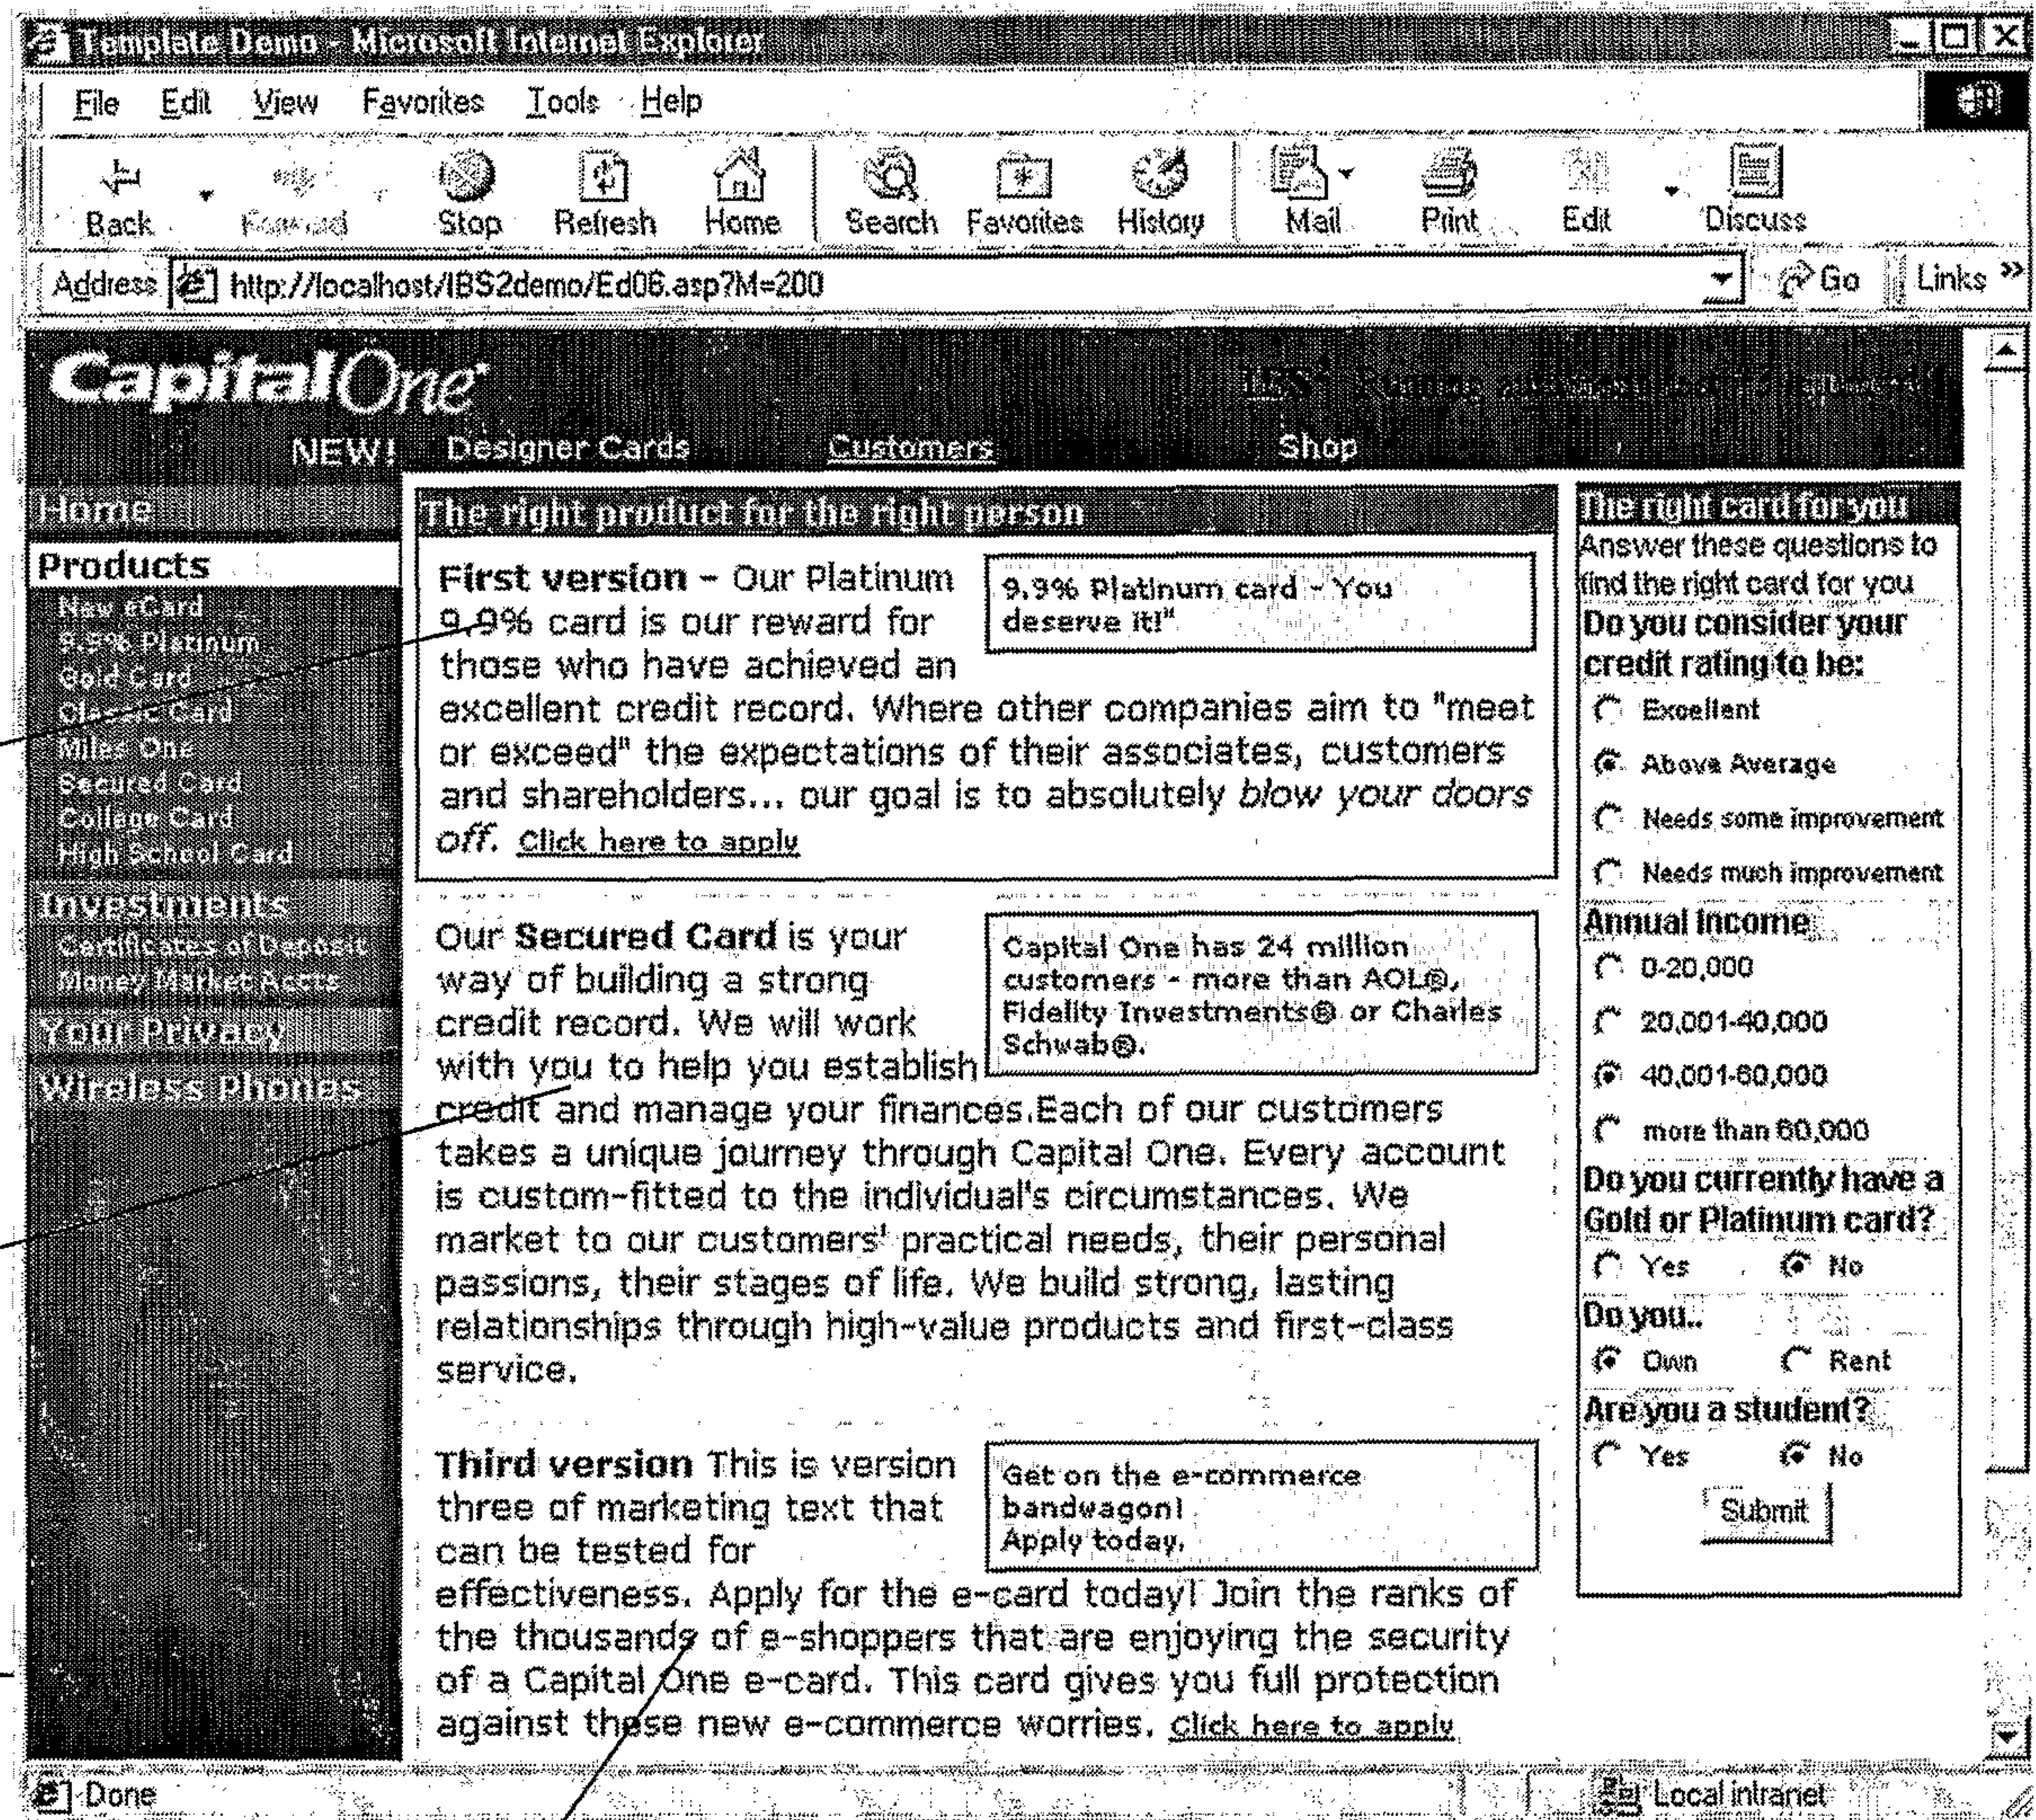 Template Demo - Microsoft Internet Explorer
File Edit View Favorites Tools Help
Back Forward Stop Refresh Home Search Favorites History Mail Print Edit Discuss
Address http://localhost/IBS2demo/Ed06.asp?M=200 Go Links »
CapitalOne
NEW! Designer Cards Customers Shop
Home
Products
New eCard
9.9% Platinum
Gold Card
Classic Card
Miles One
Secured Card
College Card
High School Card
Investments
Certificates of Deposit
Money Market Accts
Your Privacy
Wireless Phones
The right product for the right person
First version - Our Platinum
9.9% card is our reward for
those who have achieved an
excellent credit record. Where other companies aim to "meet
or exceed" the expectations of their associates, customers
and shareholders... our goal is to absolutely blow your doors
off. Click here to apply
9.9% Platinum card - You
deserve it!"
Our Secured Card is your
way of building a strong
credit record. We will work
with you to help you establish
credit and manage your finances.Each of our customers
takes a unique journey through Capital One. Every account
is custom-fitted to the individual's circumstances. We
market to our customers' practical needs, their personal
passions, their stages of life. We build strong, lasting
relationships through high-value products and first-class
service.
Capital One has 24 million
customers - more than AOL®,
Fidelity Investments® or Charles
Schwab®.
Third version This is version
three of marketing text that
can be tested for
effectiveness. Apply for the e-card today! Join the ranks of
the thousands of e-shoppers that are enjoying the security
of a Capital One e-card. This card gives you full protection
against these new e-commerce worries. Click here to apply
Get on the e-commerce
bandwagon!
Apply today.
The right card for you
Answer these questions to
find the right card for you
Do you consider your
credit rating to be:
Excellent
Above Average
Needs some improvement
Needs much improvement
Annual Income
0-20,000
20,001-40,000
40,001-60,000
more than 60,000
Do you currently have a
Gold or Platinum card?
Yes No
Do you..
Own Rent
Are you a student?
Yes No
Submit
Done Local intranet